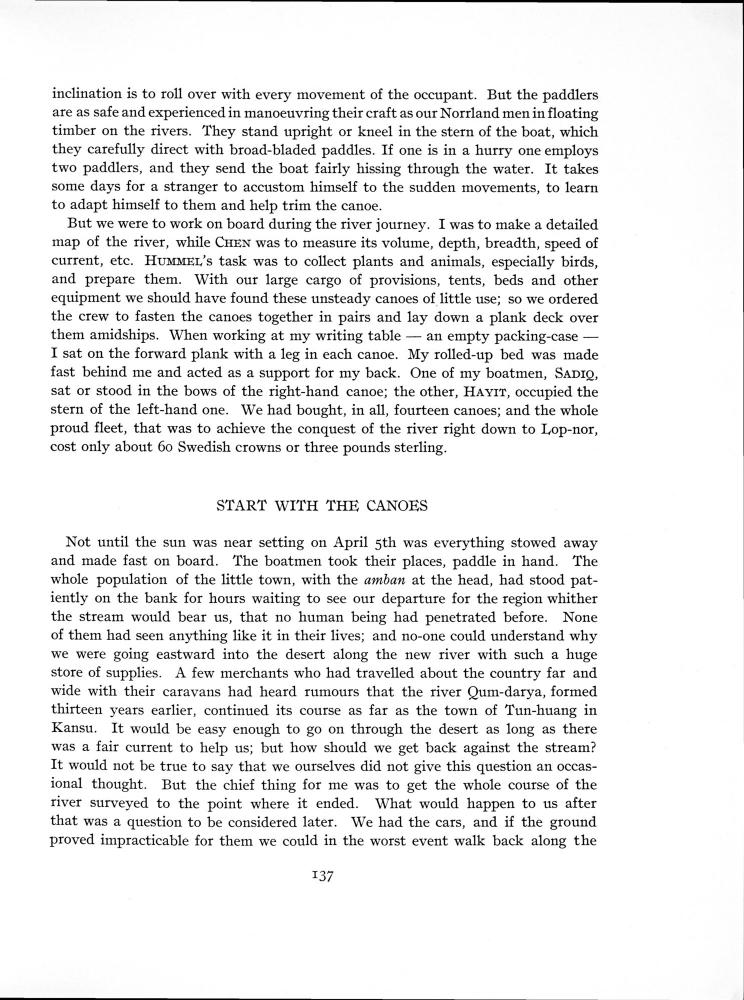 inclination is to roll over with every movement of the occupant. But the paddlers
are as safe and experienced in manoeuvring their craft as our Norrland men in floating
timber on the rivers. They stand upright or kneel in the stern of the boat, which
they carefully direct with broad-bladed paddles. If one is in a hurry one employs
two paddlers, and they send the boat fairly hissing through the water. It takes
some days for a stranger to accustom himself to the sudden movements, to learn
to adapt himself to them and help trim the canoe.
But we were to work on board during the river journey. I was to make a detailed
map of the river, while CHEN was to measure its volume, depth, breadth, speed of
current, etc. HUMMEL's task was to collect plants and animals, especially birds,
and prepare them. With our large cargo of provisions, tents, beds and other
equipment we should have found these unsteady canoes of little use; so we ordered
the crew to fasten the canoes together in pairs and lay down a plank deck over
them amidships. When working at my writing table — an empty packing-case —
I sat on the forward plank with a leg in each canoe. My rolled-up bed was made
fast behind me and acted as a support for my back. One of my boatmen, SADIQ,
sat or stood in the bows of the right-hand canoe; the other, HAYIT, occupied the
stern of the left-hand one. We had bought, in all, fourteen canoes; and the whole
proud fleet, that was to achieve the conquest of the river right down to Lop-nor,
cost only about 60 Swedish crowns or three pounds sterling.
START WITH THE CANOES
Not until the sun was near setting on April 5th was everything stowed away
and made fast on board. The boatmen took their places, paddle in hand. The
whole population of the little town, with the amban at the head, had stood pat-
iently on the bank for hours waiting to see our departure for the region whither
the stream would bear us, that no human being had penetrated before. None
of them had seen anything like it in their lives; and no-one could understand why
we were going eastward into the desert along the new river with such a huge
store of supplies. A few merchants who had travelled about the country far and
wide with their caravans had heard rumours that the river Qum-darya, formed
thirteen years earlier, continued its course as far as the town of Tun-huang in
Kansu. It would be easy enough to go on through the desert as long as there
was a fair current to help us; but how should we get back against the stream?
It would not be true to say that we ourselves did not give this question an occas-
ional thought. But the chief thing for me was to get the whole course of the
river surveyed to the point where it ended. What would happen to us after
that was a question to be considered later. We had the cars, and if the ground
proved impracticable for them we could in the worst event walk back along the
137